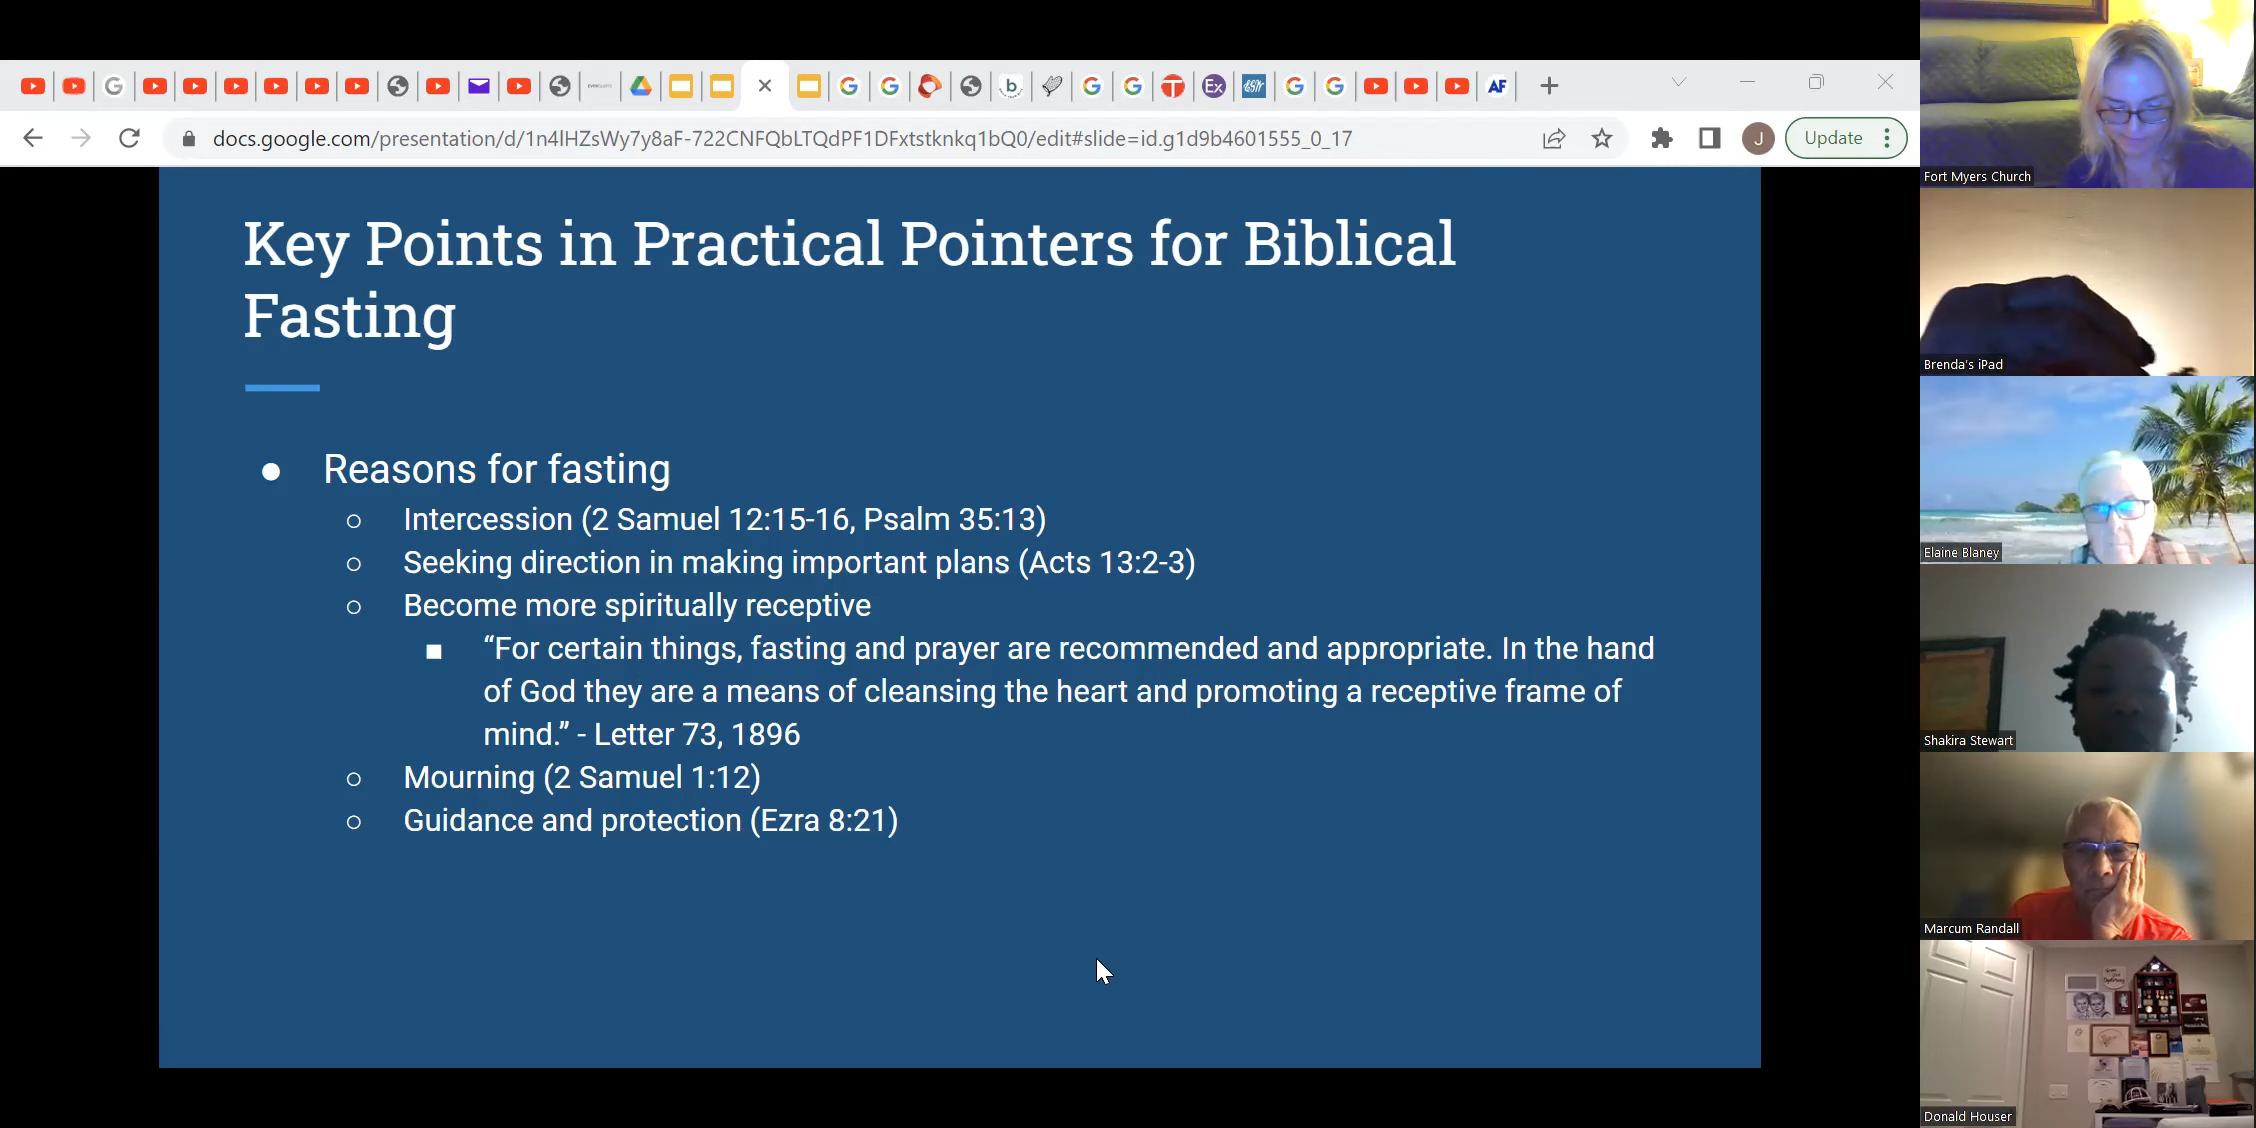 docs.google.com/presentation/d/1n4lHZsWy7y8aF-722CNFQbLTQdPF1DFxtstknkq1bQ0/edit#slide=id.g1d9b4601555_0_17
J
Update
Ex
b
AF
Key Points in Practical Pointers for Biblical
Fasting
● Reasons for fasting
○ Intercession (2 Samuel 12:15-16, Psalm 35:13)
○ Seeking direction in making important plans (Acts 13:2-3)
○ Become more spiritually receptive
■ “For certain things, fasting and prayer are recommended and appropriate. In the hand
of God they are a means of cleansing the heart and promoting a receptive frame of
mind.” - Letter 73, 1896
○ Mourning (2 Samuel 1:12)
○ Guidance and protection (Ezra 8:21)
Fort Myers Church
Brenda's iPad
Elaine Blaney
Shakira Stewart
Marcum Randall
Donald Houser